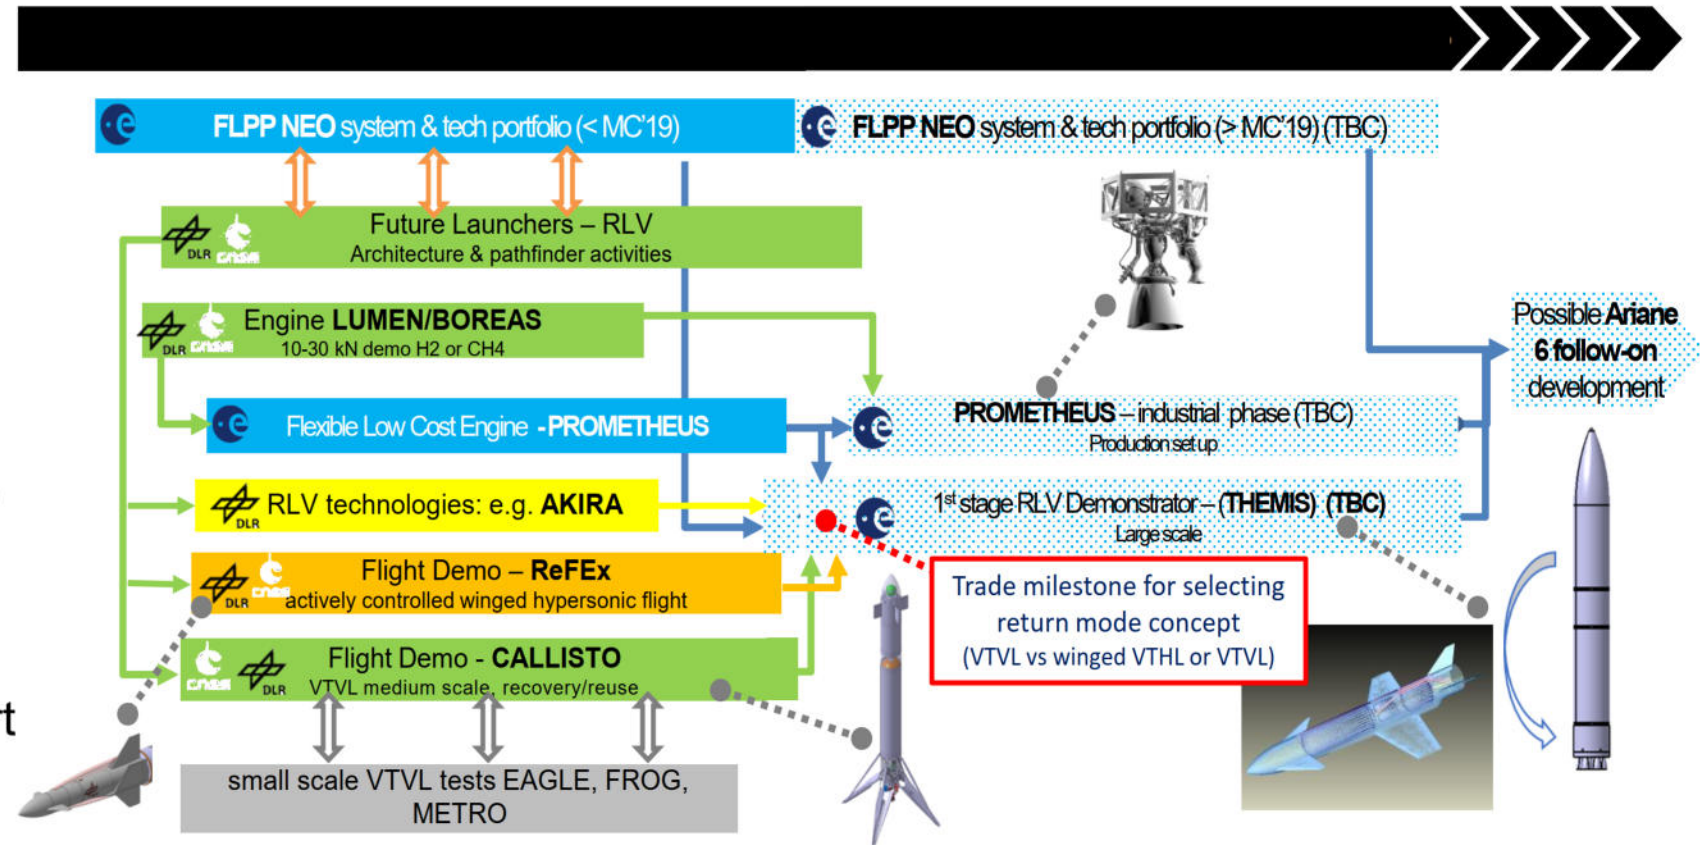 FLPP NEO system & tech portfolio (< MC'19)
FLPP NEO system & tech portfolio (> MC'19) (TBC)
Future Launchers – RLV
Architecture & pathfinder activities
DLR
cnes
Engine LUMEN/BOREAS
10-30 kN demo H2 or CH4
DLR
cnes
Possible Ariane
6 follow-on
development
Flexible Low Cost Engine - PROMETHEUS
PROMETHEUS – industrial phase (TBC)
Production set up
RLV technologies: e.g. AKIRA
DLR
1st stage RLV Demonstrator – (THEMIS) (TBC)
Large scale
Flight Demo – ReFEx
actively controlled winged hypersonic flight
DLR
cnes
Trade milestone for selecting
return mode concept
(VTVL vs winged VTHL or VTVL)
Flight Demo - CALLISTO
VTVL medium scale, recovery/reuse
cnes
DLR
small scale VTVL tests EAGLE, FROG,
METRO